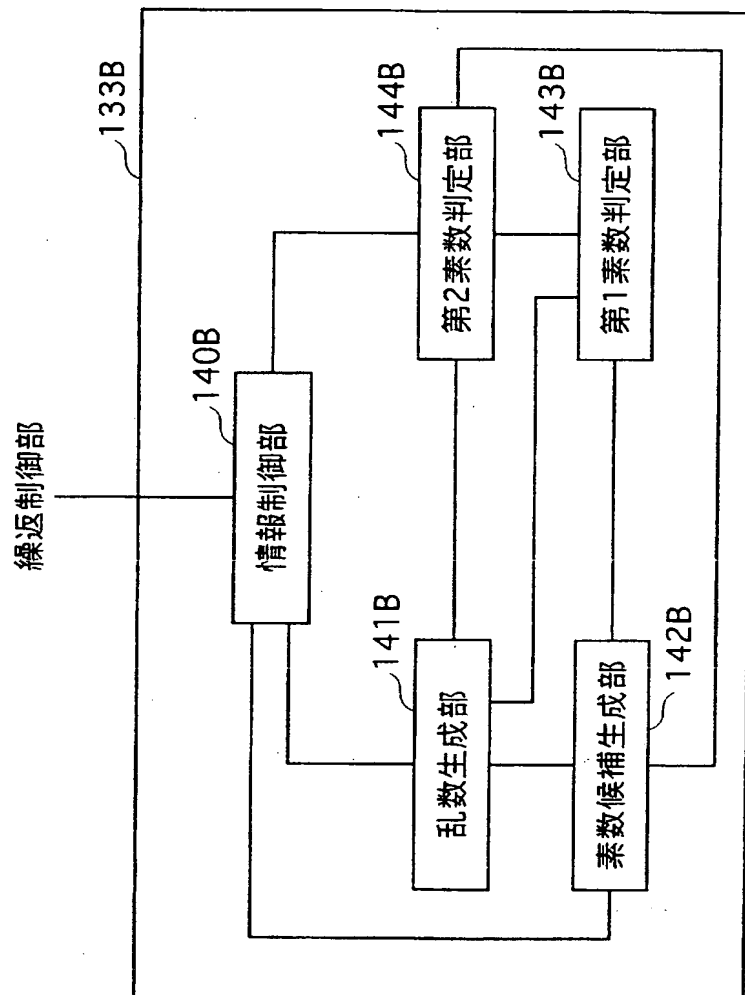 繰返制御部
133B
140B
情報制御部
141B
乱数生成部
144B
第2素数判定部
142B
素数候補生成部
143B
第1素数判定部